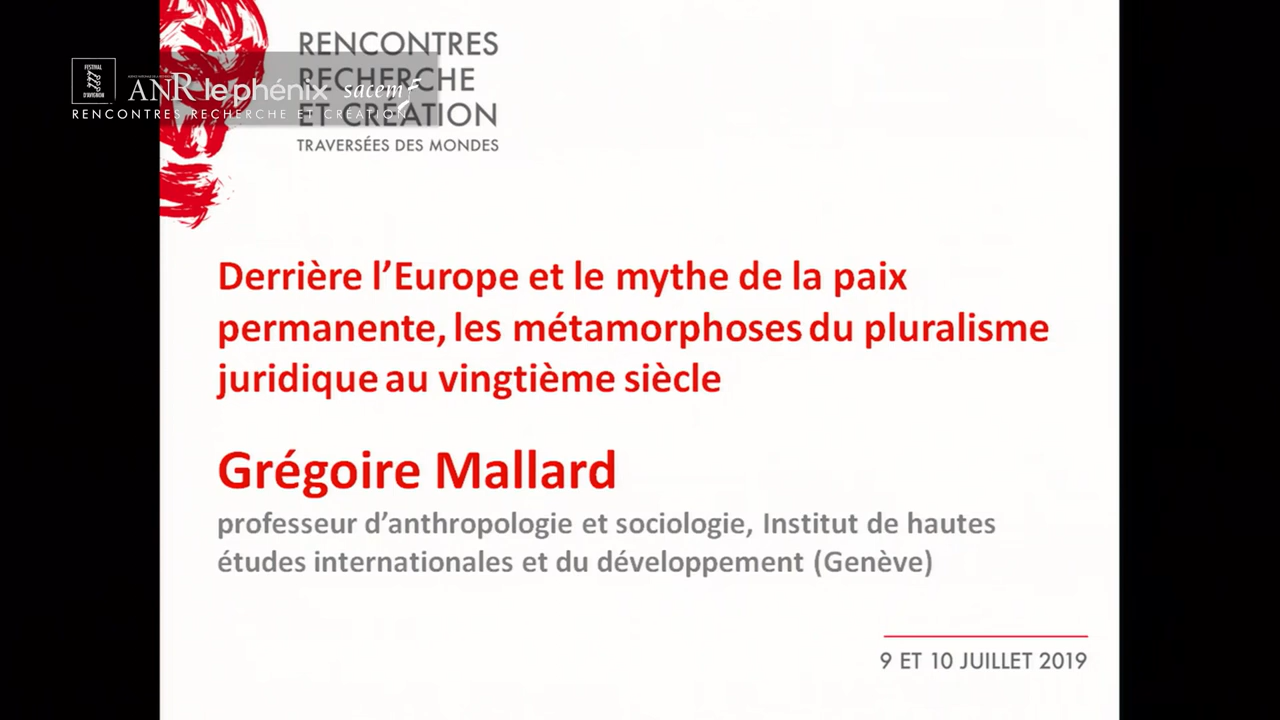 RENCONTRES
RECHERCHE
ET CRÉATION
TRAVERSÉES DES MONDES
FESTIVAL
D'AVIGNON
ANR le phénix sacem
RENCONTRES RECHERCHE ET CRÉATION
Derrière l'Europe et le mythe de la paix
permanente, les métamorphoses du pluralisme
juridique au vingtième siècle
Grégoire Mallard
professeur d'anthropologie et sociologie, Institut de hautes
études internationales et du développement (Genève)
9 ET 10 JUILLET 2019